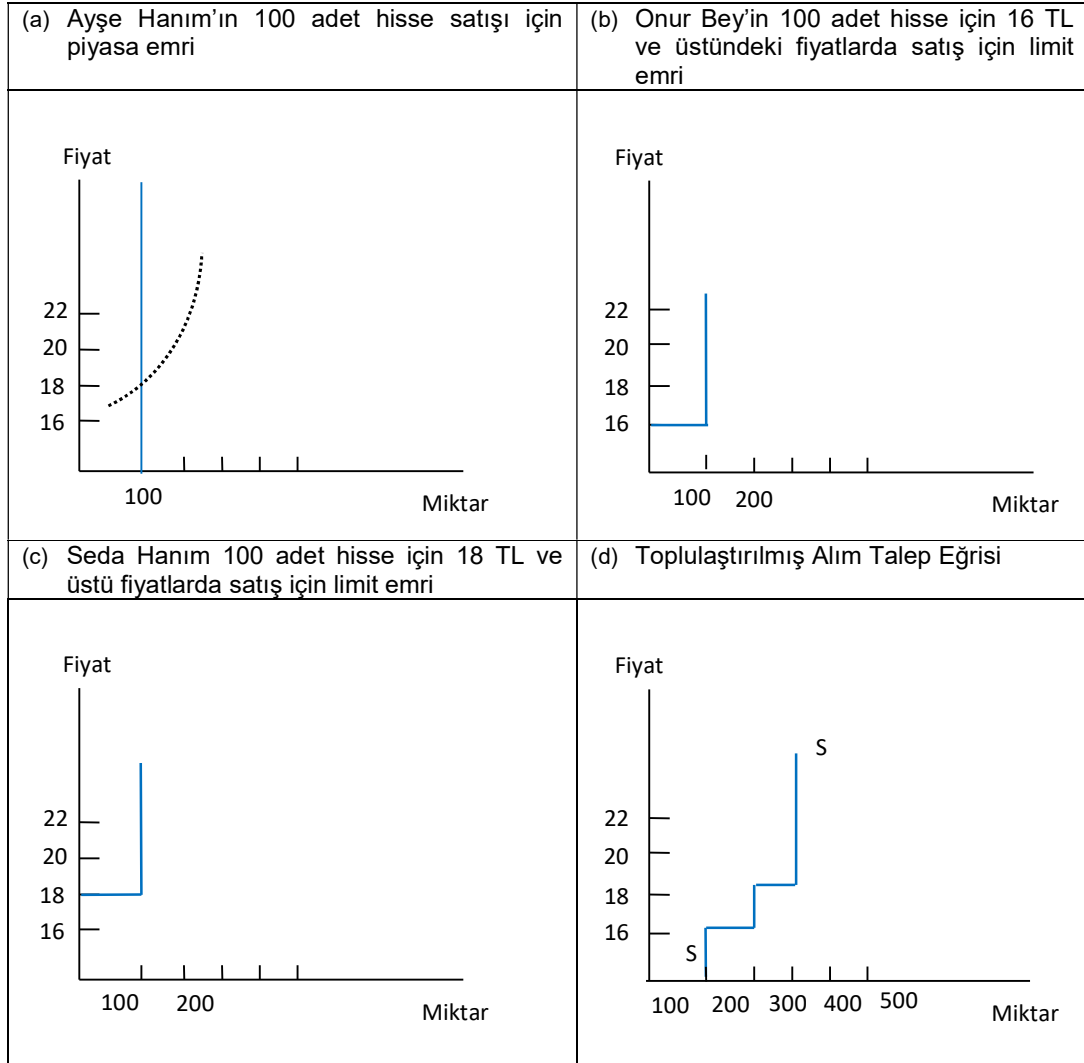 (a) Ayşe Hanım’ın 100 adet hisse satışı için
piyasa emri
(b) Onur Bey’in 100 adet hisse için 16 TL
ve üstündeki fiyatlarda satış için limit
emri
Fiyat
22
20
18
16
100
Miktar
Fiyat
22
20
18
16
100 200
Miktar
(c) Seda Hanım 100 adet hisse için 18 TL ve
üstü fiyatlarda satış için limit emri
(d) Toplulaştırılmış Alım Talep Eğrisi
Fiyat
22
20
18
16
100 200
Miktar
Fiyat
S
22
20
18
16
S
100 200 300 400 500
Miktar